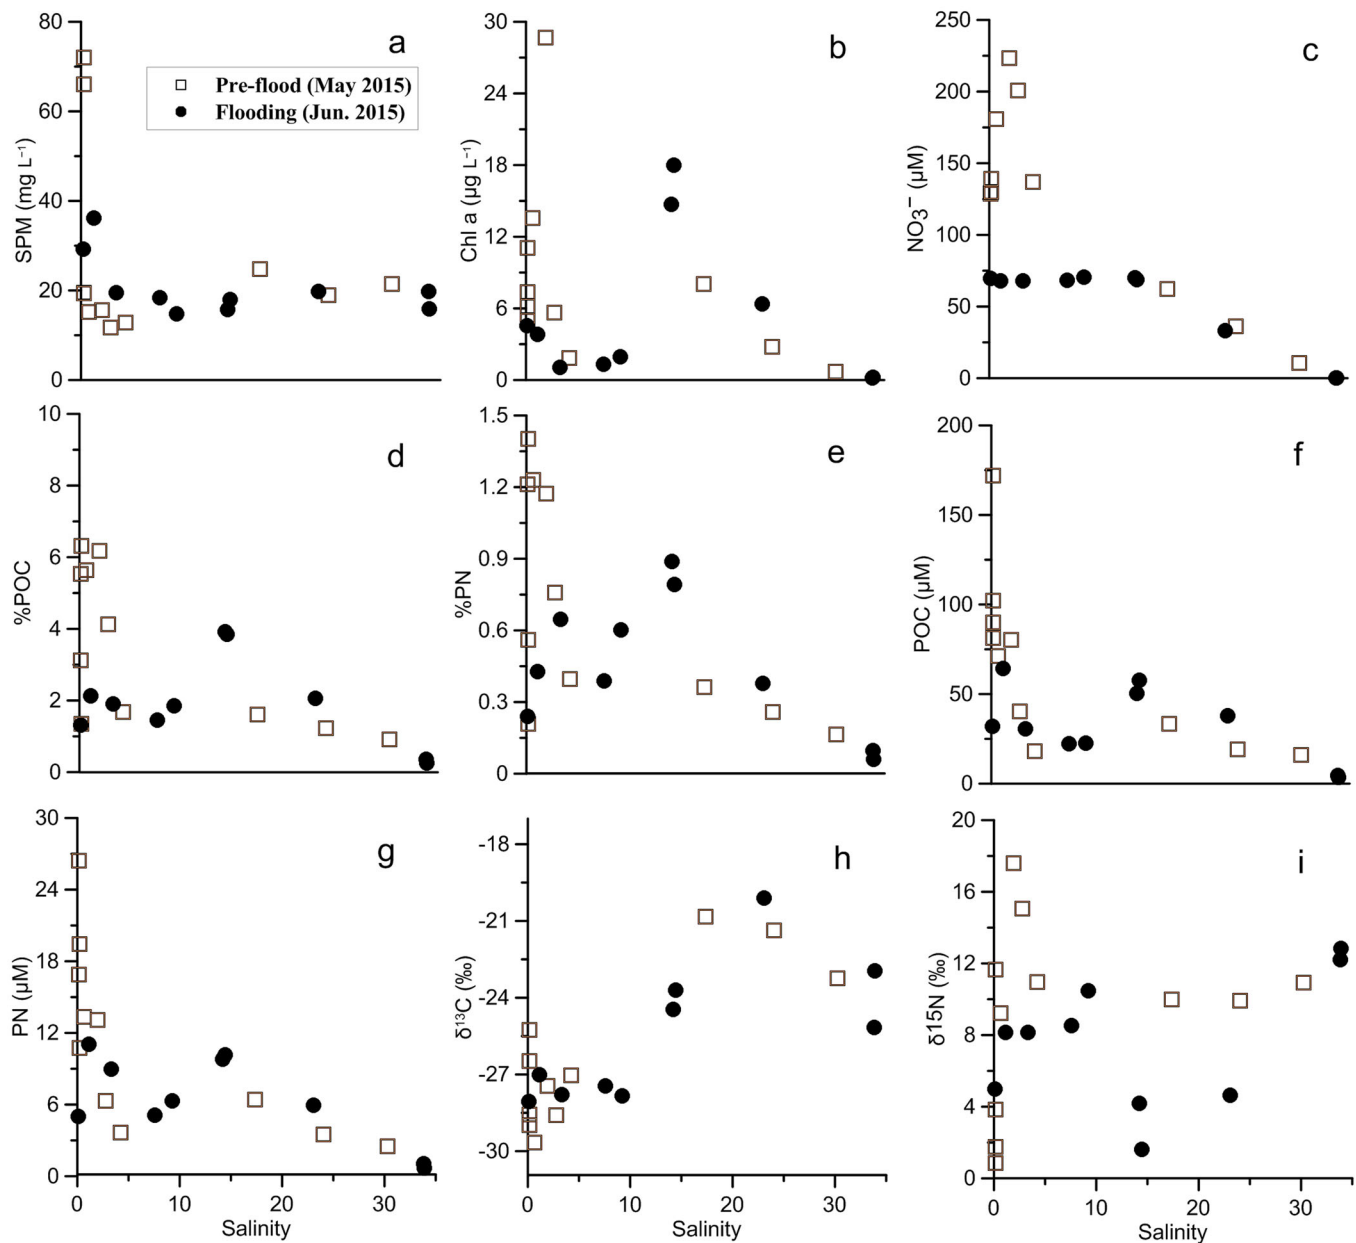 a
SPM (mg L⁻¹)
80
60
40
20
0
Pre-flood (May 2015)
Flooding (Jun. 2015)
b
Chl a (µg L⁻¹)
30
24
18
12
6
0
c
NO₃⁻ (µM)
250
200
150
100
50
0
d
%POC
10
8
6
4
2
0
e
%PN
1.5
1.2
0.9
0.6
0.3
0
f
POC (µM)
200
150
100
50
0
g
PN (µM)
30
24
18
12
6
0
0 10 20 30
Salinity
h
δ¹³C (‰)
-18
-21
-24
-27
-30
0 10 20 30
Salinity
i
δ15N (‰)
20
16
12
8
4
0
0 10 20 30
Salinity